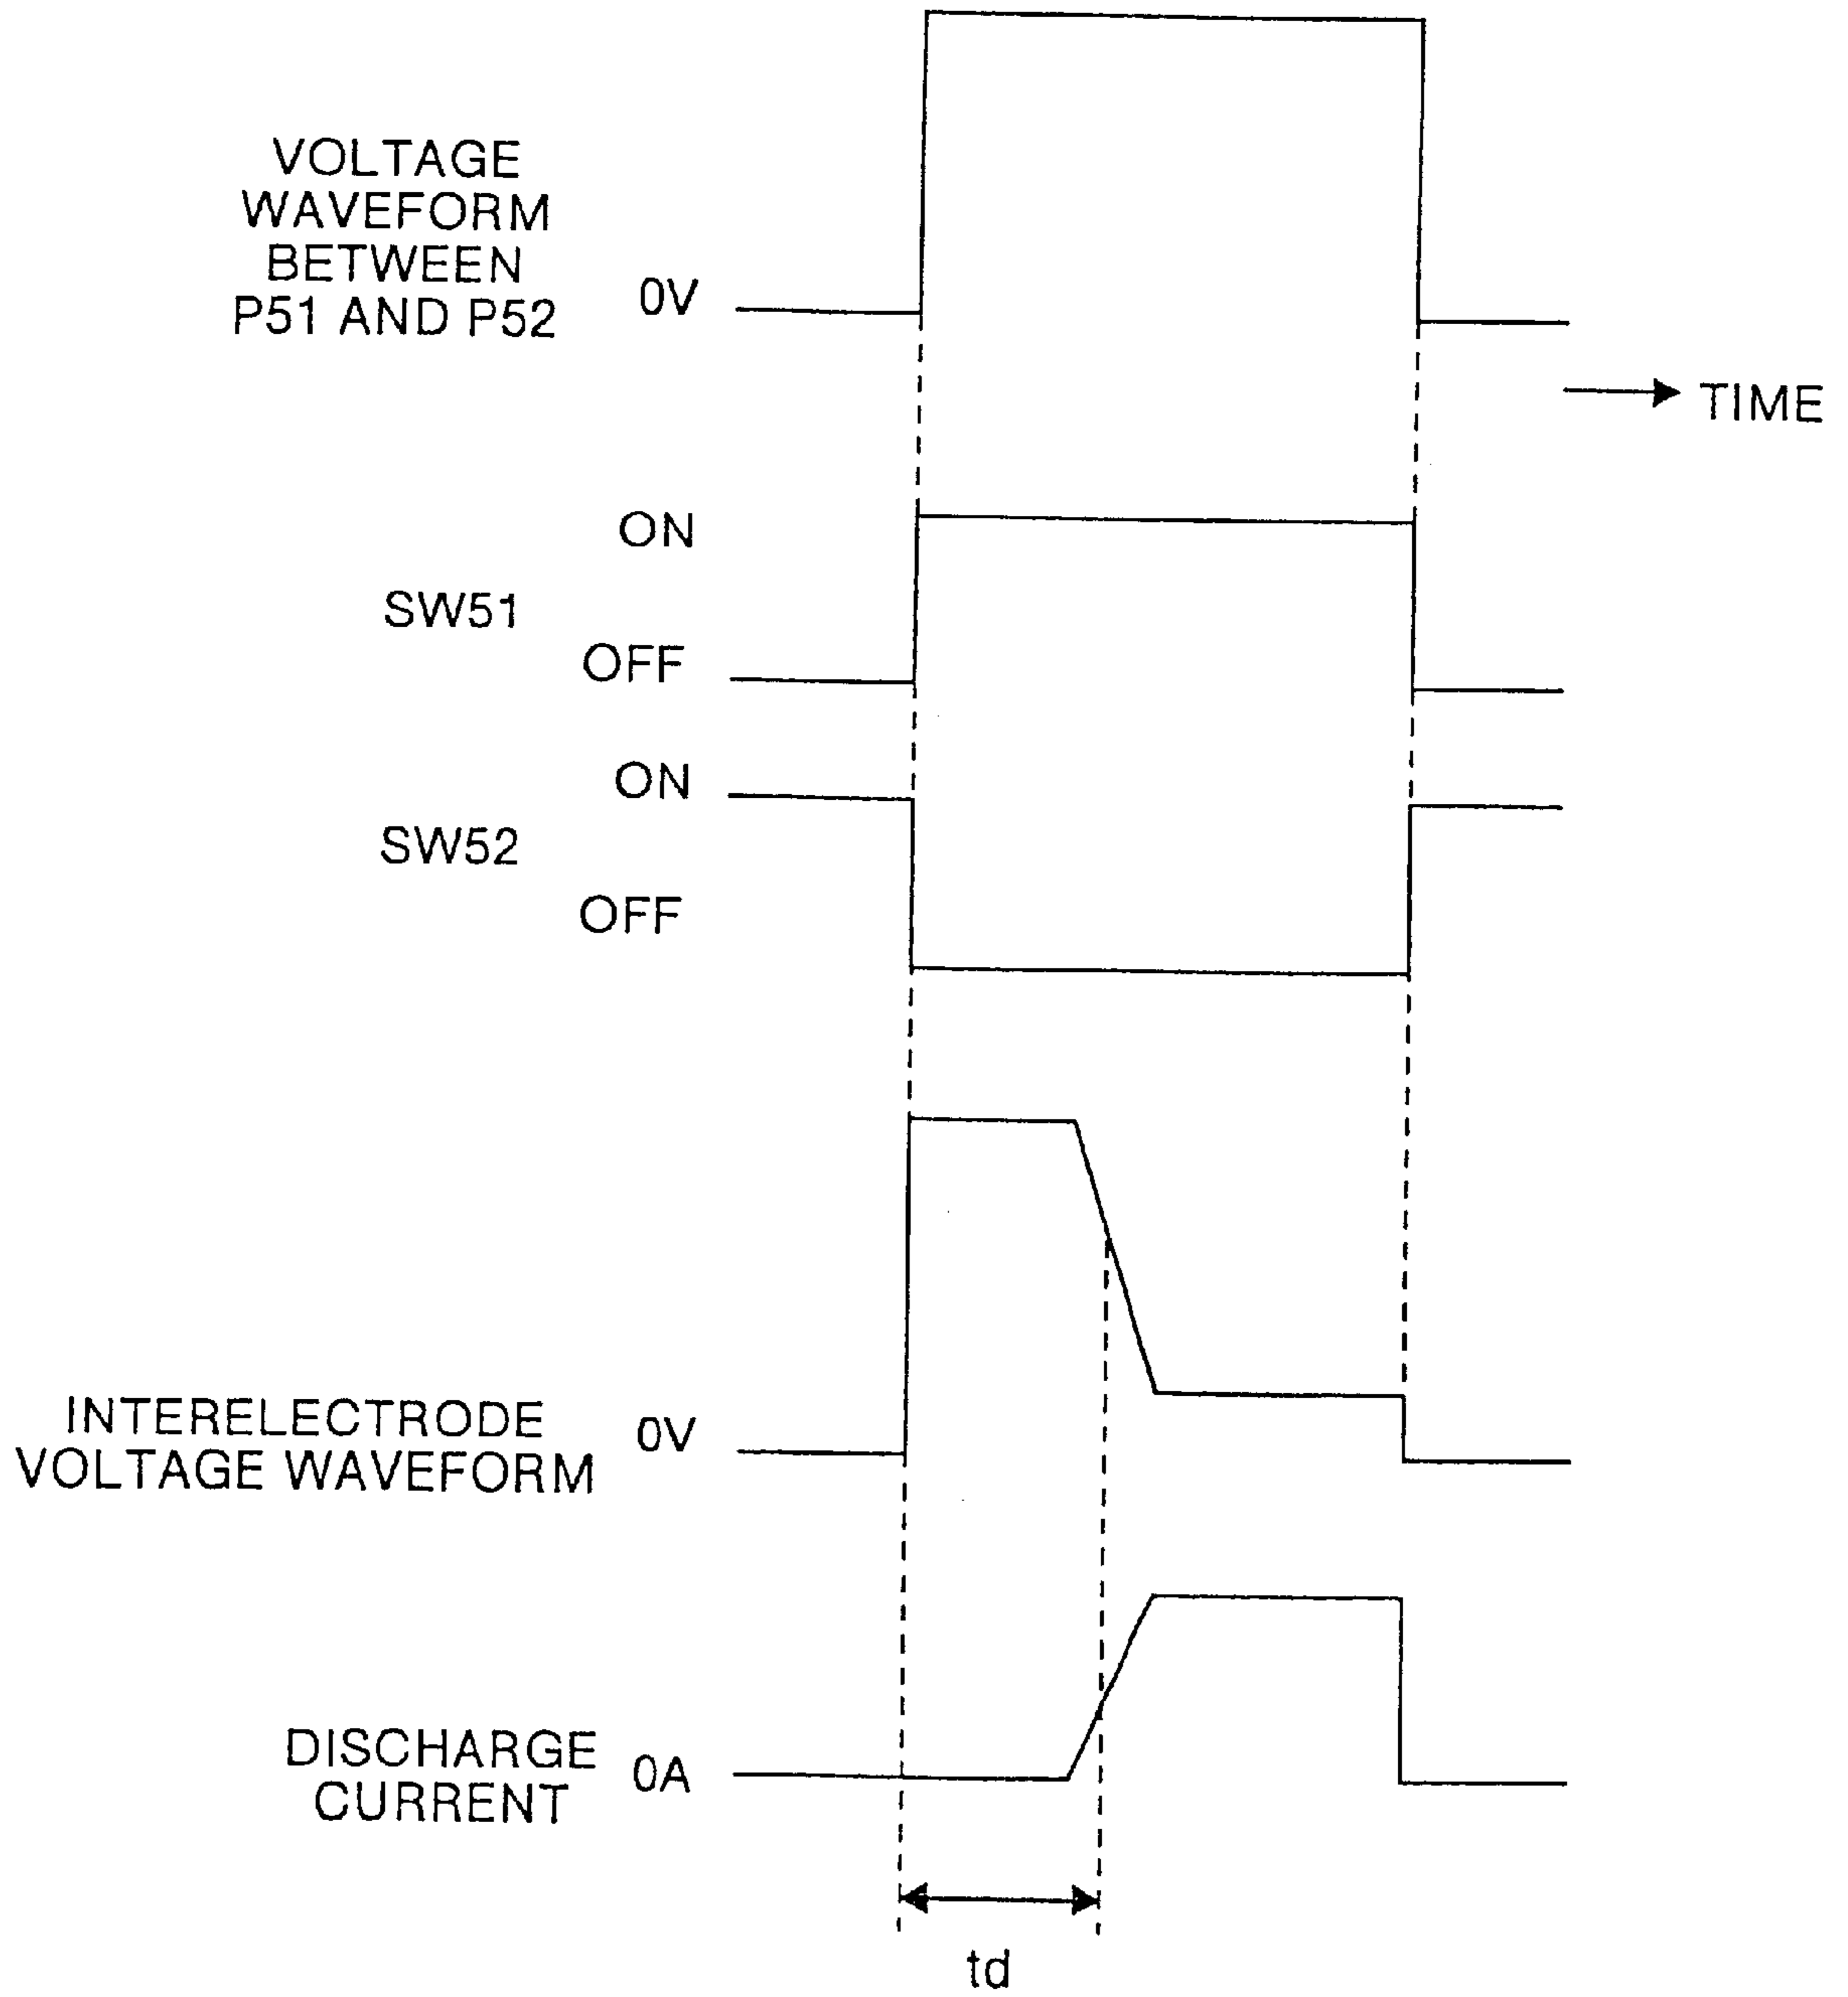 VOLTAGE
WAVEFORM
BETWEEN
P51 AND P52
0V
TIME
ON
SW51
OFF
ON
SW52
OFF
INTERELECTRODE
VOLTAGE WAVEFORM
0V
DISCHARGE
CURRENT
0A
td